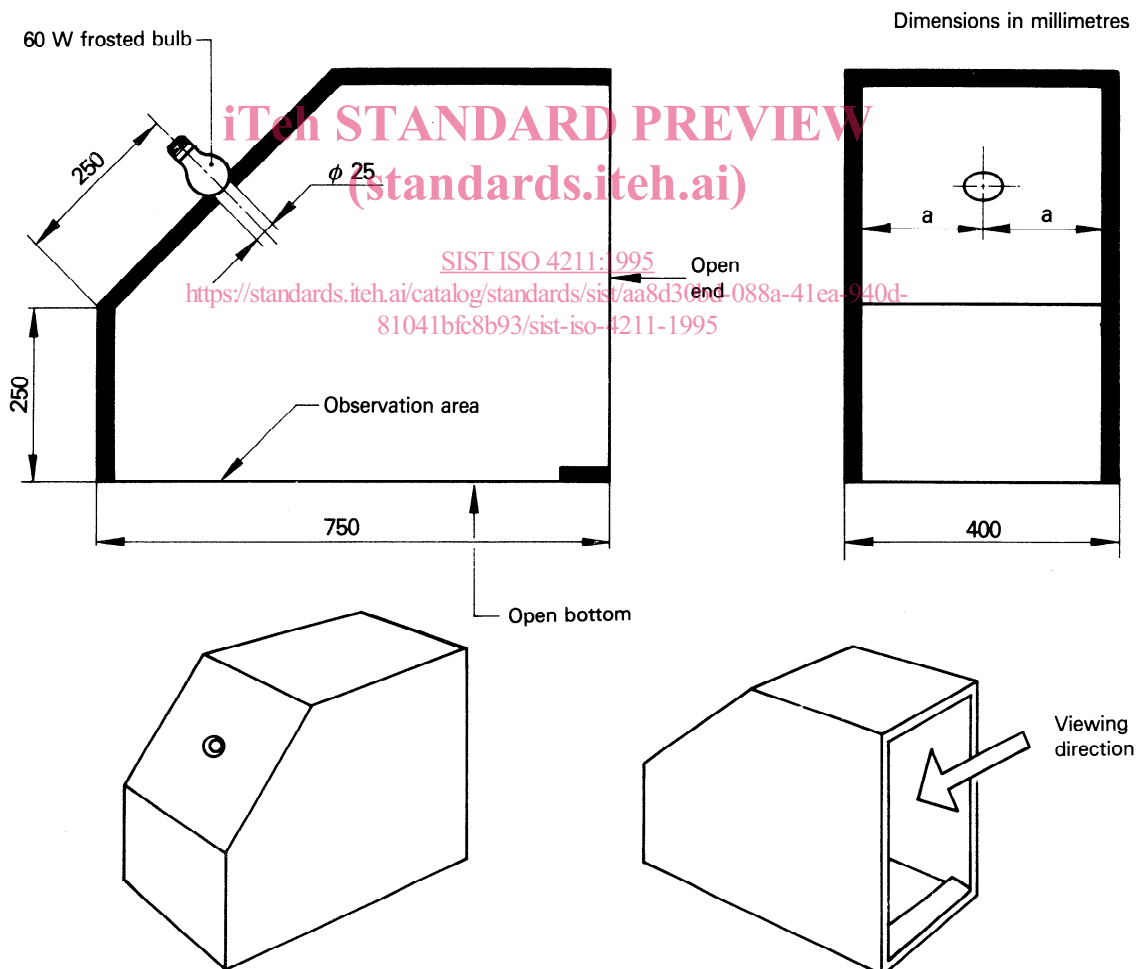 Dimensions in millimetres
60 W frosted bulb
iTeh STANDARD PREVIEW
(standards.iteh.ai)
250
ϕ 25
a
a
SIST ISO 4211:1995
https://standards.iteh.ai/catalog/standards/sist/aa8d30bd-088a-41ea-940d-
81041bfc8b93/sist-iso-4211-1995
Open
end
250
Observation area
750
400
Open bottom
Viewing
direction